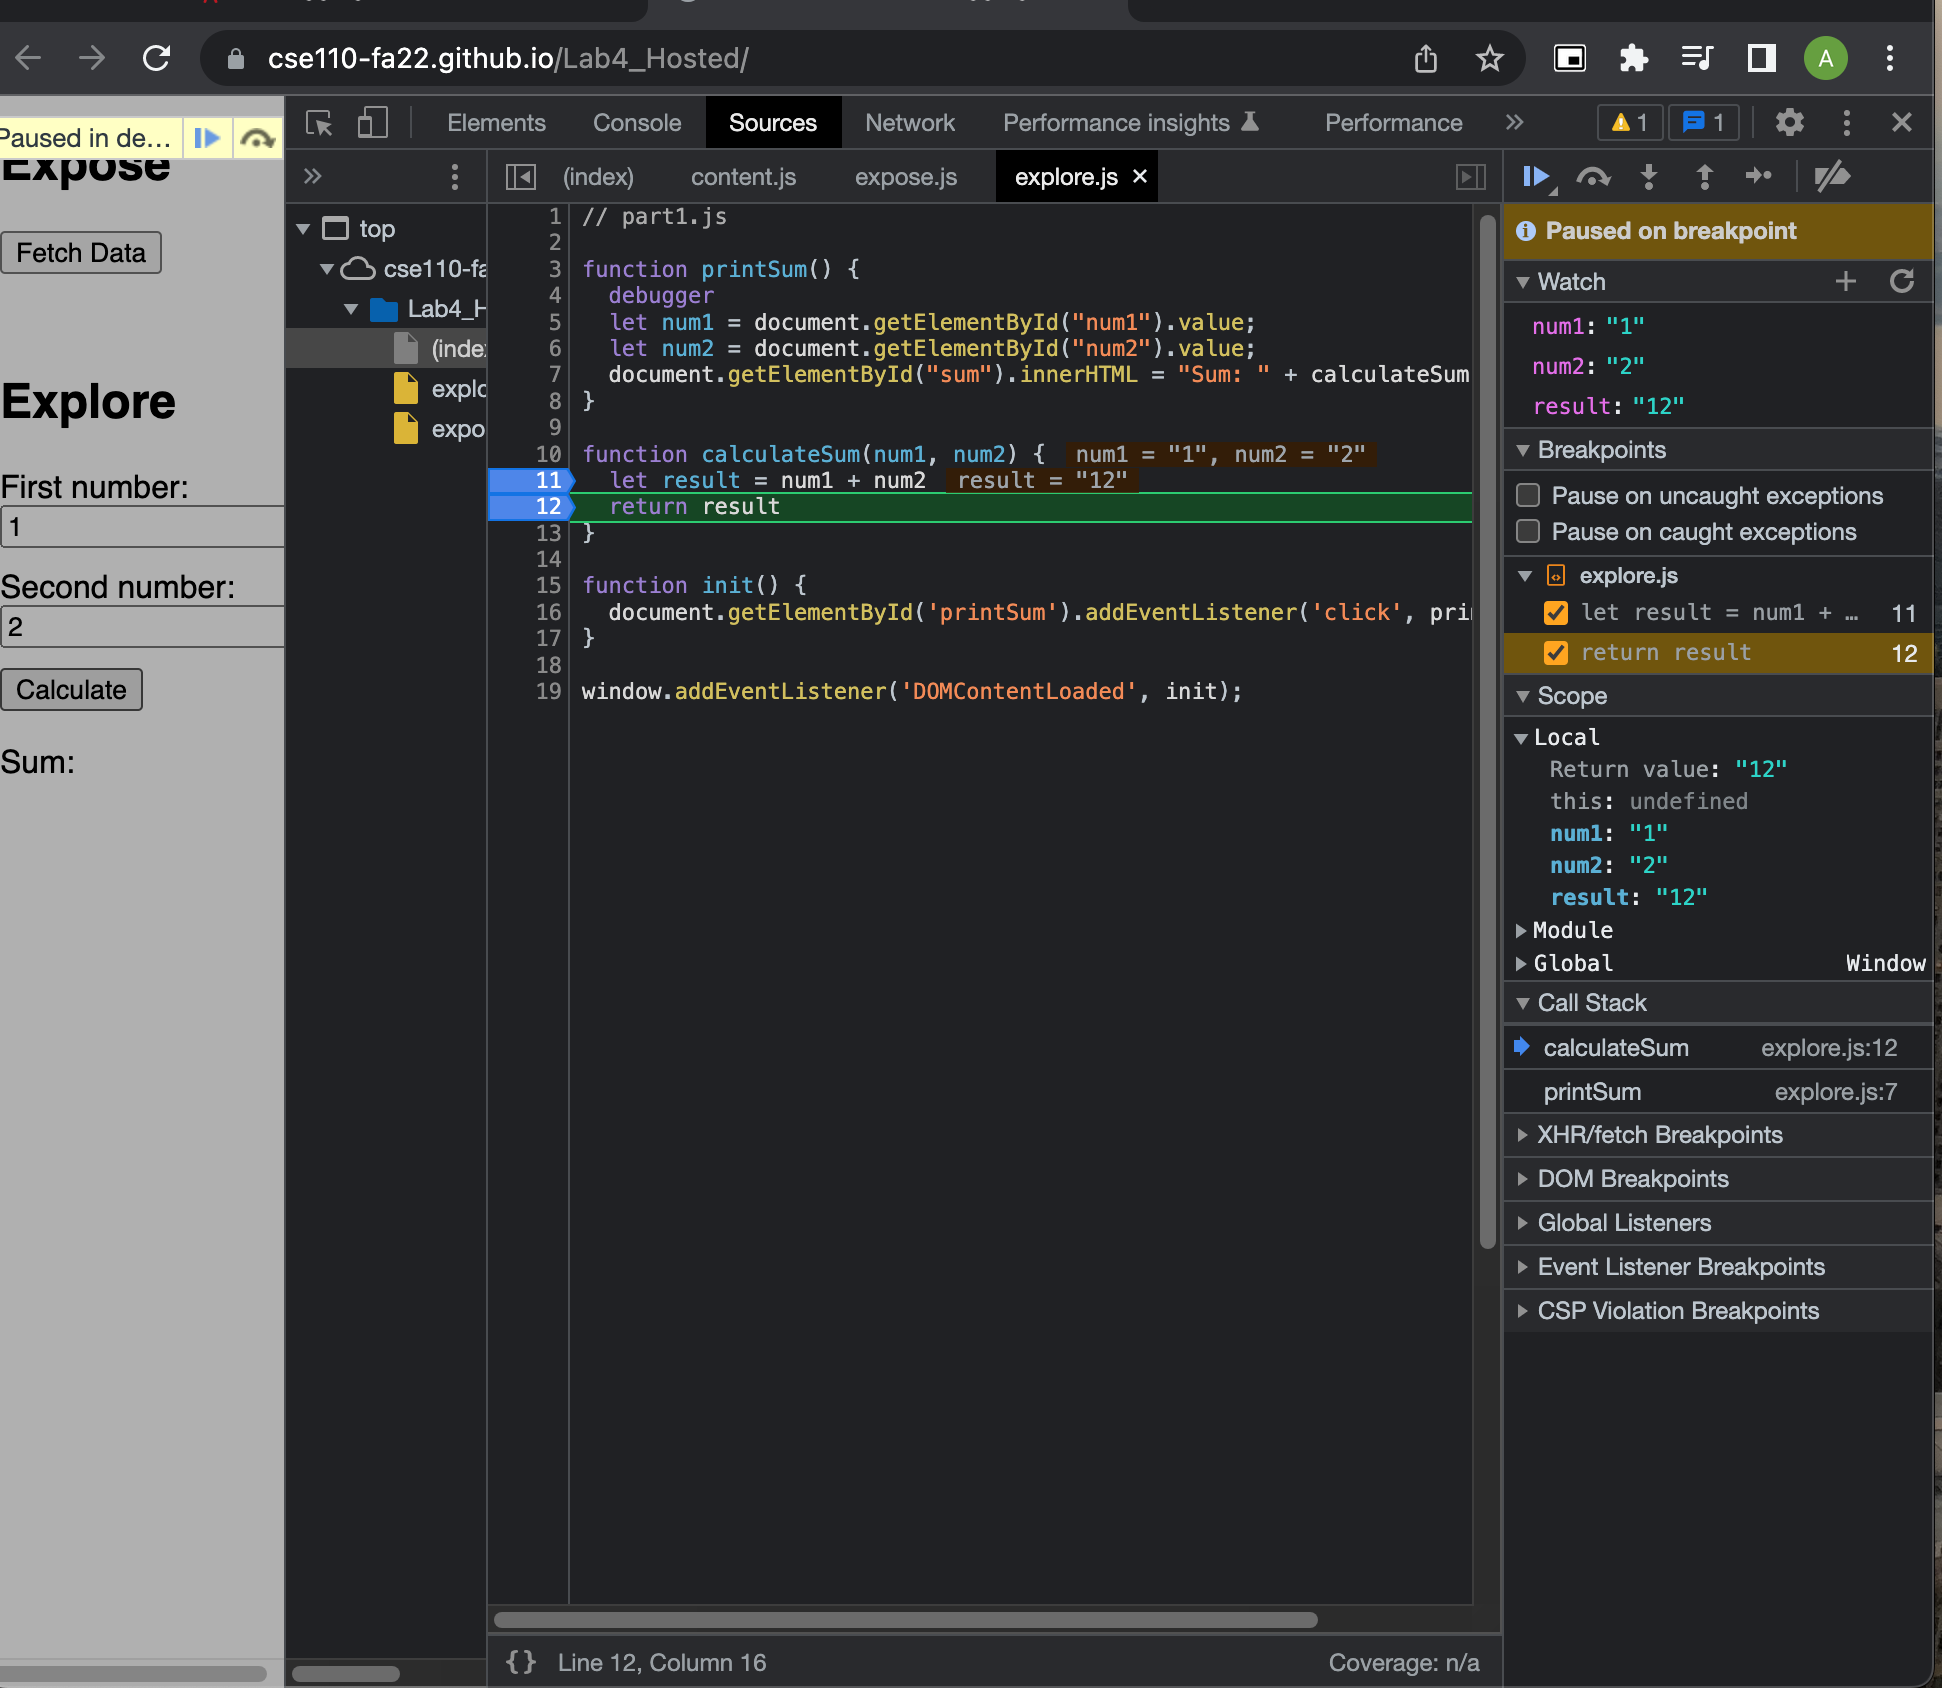 cse110-fa22.github.io/Lab4_Hosted/
A
Paused in de...
Expose
Fetch Data
Explore
First number:
1
Second number:
2
Calculate
Sum:
Elements Console Sources Network Performance insights Performance
1 1
top
cse110-fa
Lab4_H
(inde
explo
expo
(index) content.js expose.js explore.js
1 // part1.js
2
3 function printSum() {
4 debugger
5 let num1 = document.getElementById("num1").value;
6 let num2 = document.getElementById("num2").value;
7 document.getElementById("sum").innerHTML = "Sum: " + calculateSum
8 }
9
10 function calculateSum(num1, num2) { num1 = "1", num2 = "2"
11 let result = num1 + num2 result = "12"
12 return result
13 }
14
15 function init() {
16 document.getElementById('printSum').addEventListener('click', pri
17 }
18
19 window.addEventListener('DOMContentLoaded', init);
{} Line 12, Column 16 Coverage: n/a
Paused on breakpoint
Watch
num1: "1"
num2: "2"
result: "12"
Breakpoints
Pause on uncaught exceptions
Pause on caught exceptions
explore.js
let result = num1 + … 11
return result 12
Scope
Local
Return value: "12"
this: undefined
num1: "1"
num2: "2"
result: "12"
Module
Global Window
Call Stack
calculateSum explore.js:12
printSum explore.js:7
XHR/fetch Breakpoints
DOM Breakpoints
Global Listeners
Event Listener Breakpoints
CSP Violation Breakpoints